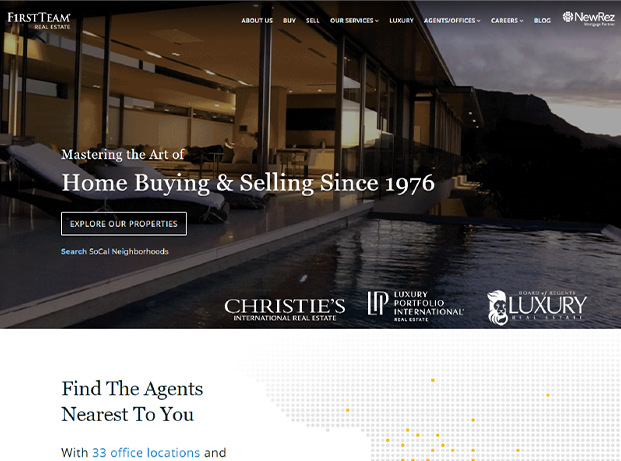 FIRST TEAM®
REAL ESTATE
ABOUT US BUY SELL OUR SERVICES LUXURY AGENTS/OFFICES CAREERS BLOG
NewRez
Mortgage Partner
Mastering the Art of
Home Buying & Selling Since 1976
EXPLORE OUR PROPERTIES
Search SoCal Neighborhoods
CHRISTIE'S
INTERNATIONAL REAL ESTATE
LP
LUXURY
PORTFOLIO
INTERNATIONAL®
REAL ESTATE
BOARD of REGENTS
LUXURY
REAL ESTATE
Find The Agents
Nearest To You
With 33 office locations and